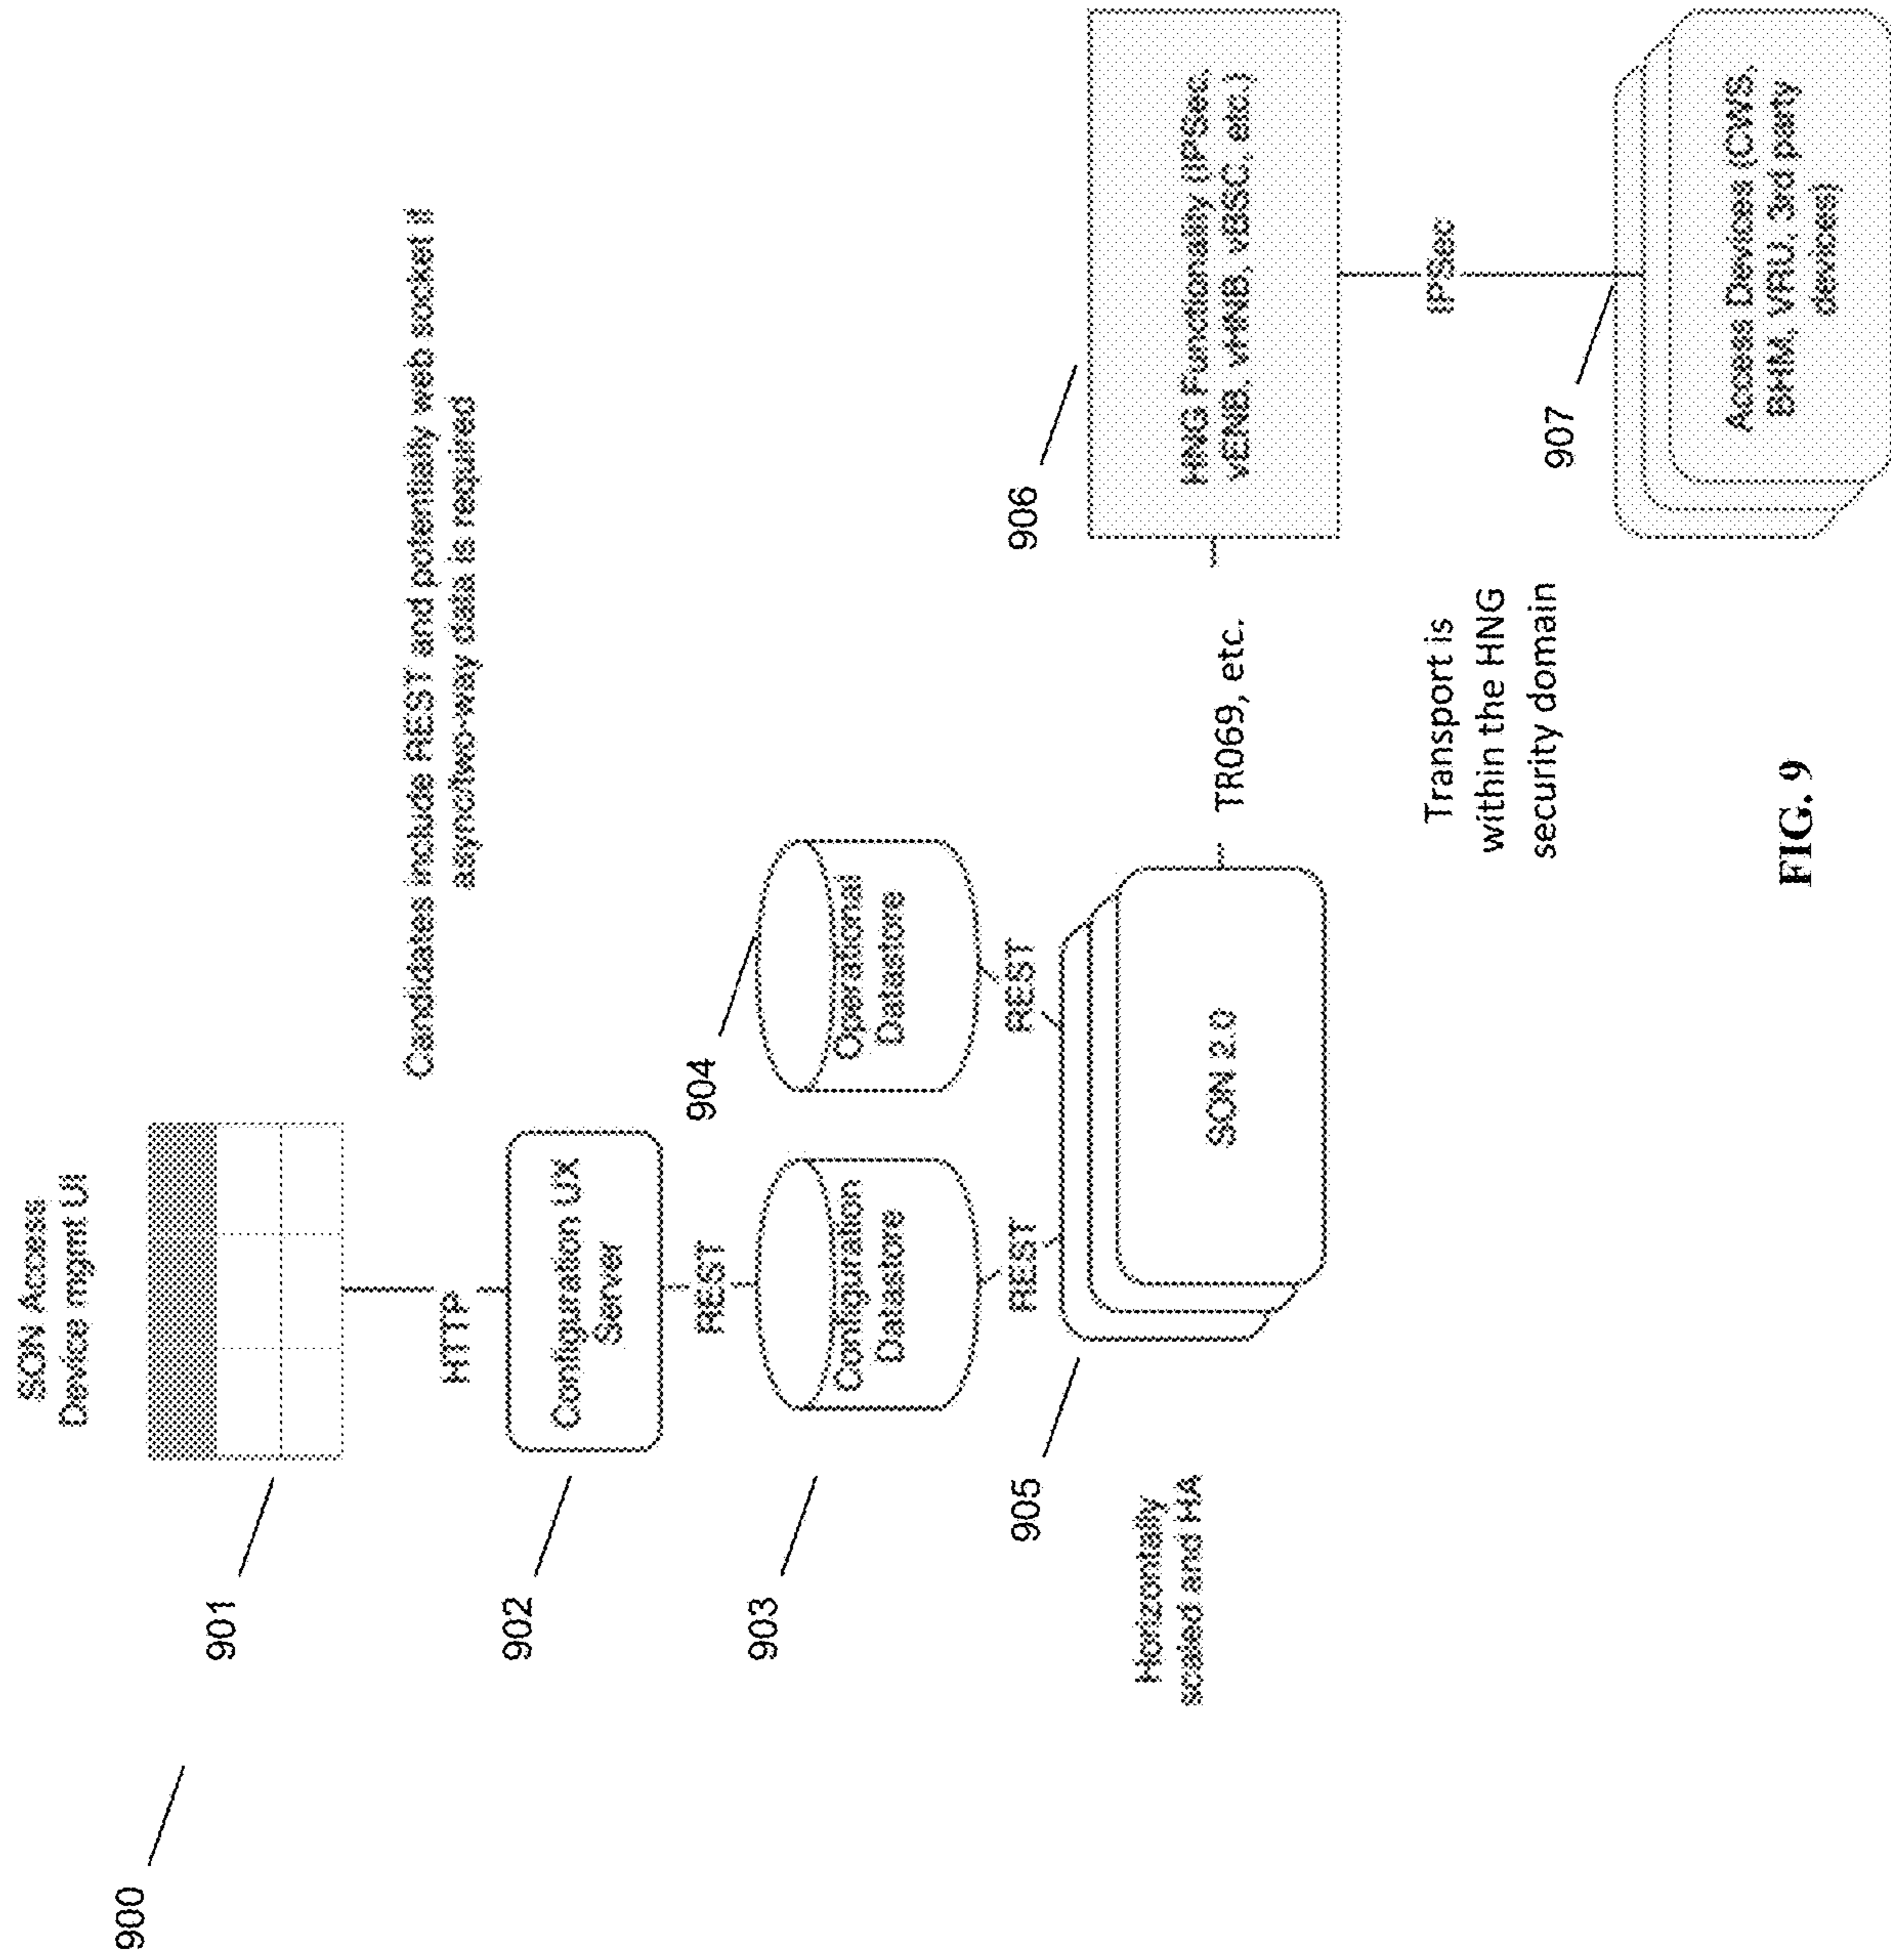 900
SON Access
Device mgmt UI
901
Candidates include REST and potentially web socket if
async/two-way data is required
HTTP
902
Configuration UX
Server
REST
903
Configuration
Datastore
904
Operational
Datastore
REST
REST
905
Horizontally
scaled and HA
SON 2.0
TR069, etc.
906
HNG Functionality (IPSec,
vENB, vHNB, vBSC, etc.)
IPSec
Transport is
within the HNG
security domain
907
Access Devices (CWS,
BHM, VRU, 3rd party
devices)
FIG. 9